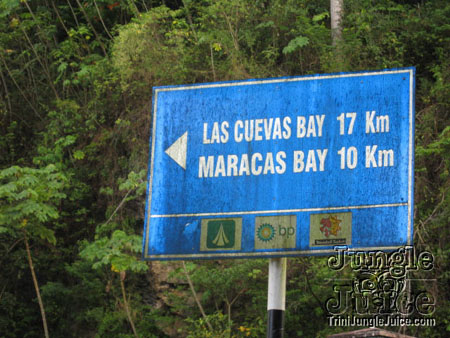 LAS CUEVAS BAY 17 Km
MARACAS BAY 10 Km
bp
Jungle
Juice
TriniJungleJuice.com